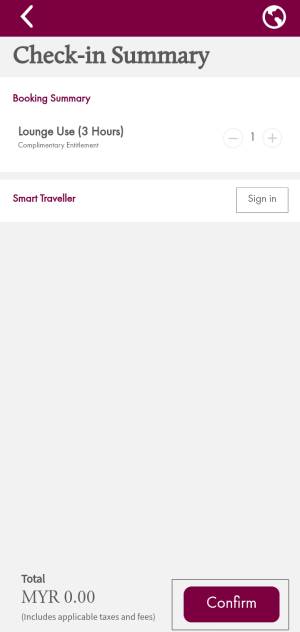 Check-in Summary
Booking Summary
Lounge Use (3 Hours)
Complimentary Entitlement
1
Smart Traveller
Sign in
Total
MYR 0.00
(Includes applicable taxes and fees)
Confirm